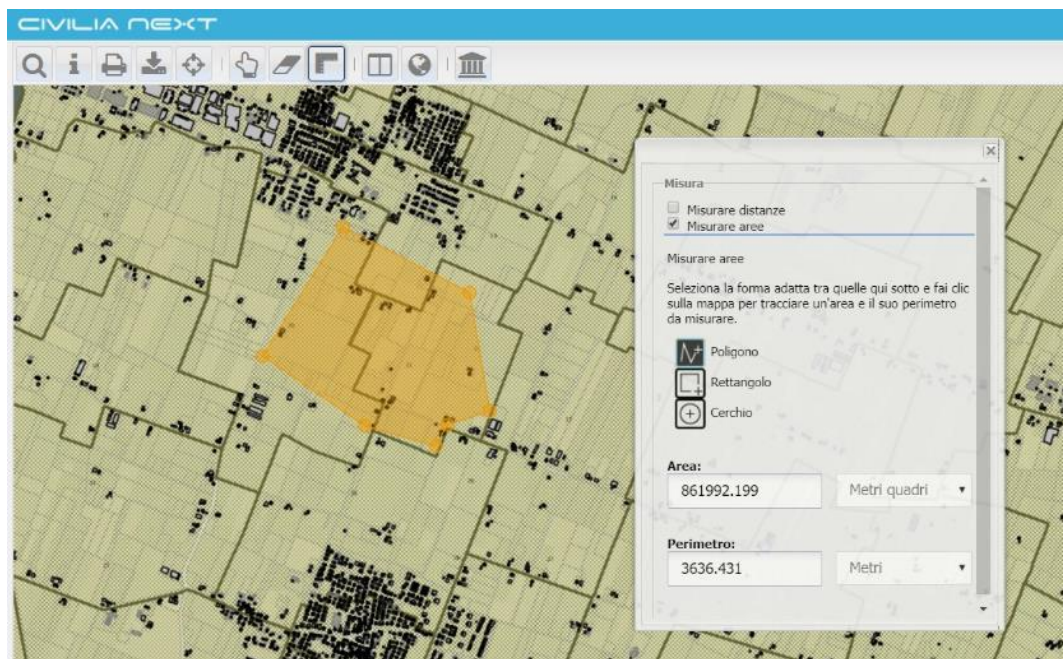 CIVILIA NEXT
Misura
Misurare distanze
Misurare aree
Misurare aree
Seleziona la forma adatta tra quelle qui sotto e fai clic
sulla mappa per tracciare un'area e il suo perimetro
da misurare.
Poligono
Rettangolo
Cerchio
Area:
861992.199 Metri quadri
Perimetro:
3636.431 Metri